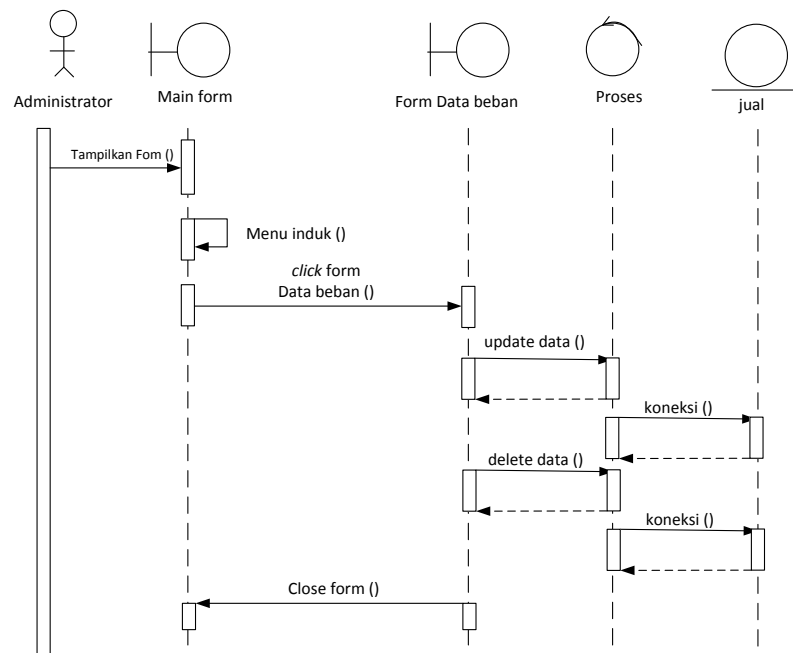 Administrator
Main form
Form Data beban
Proses
jual
Tampilkan Fom ()
Menu induk ()
click form
Data beban ()
update data ()
koneksi ()
delete data ()
koneksi ()
Close form ()